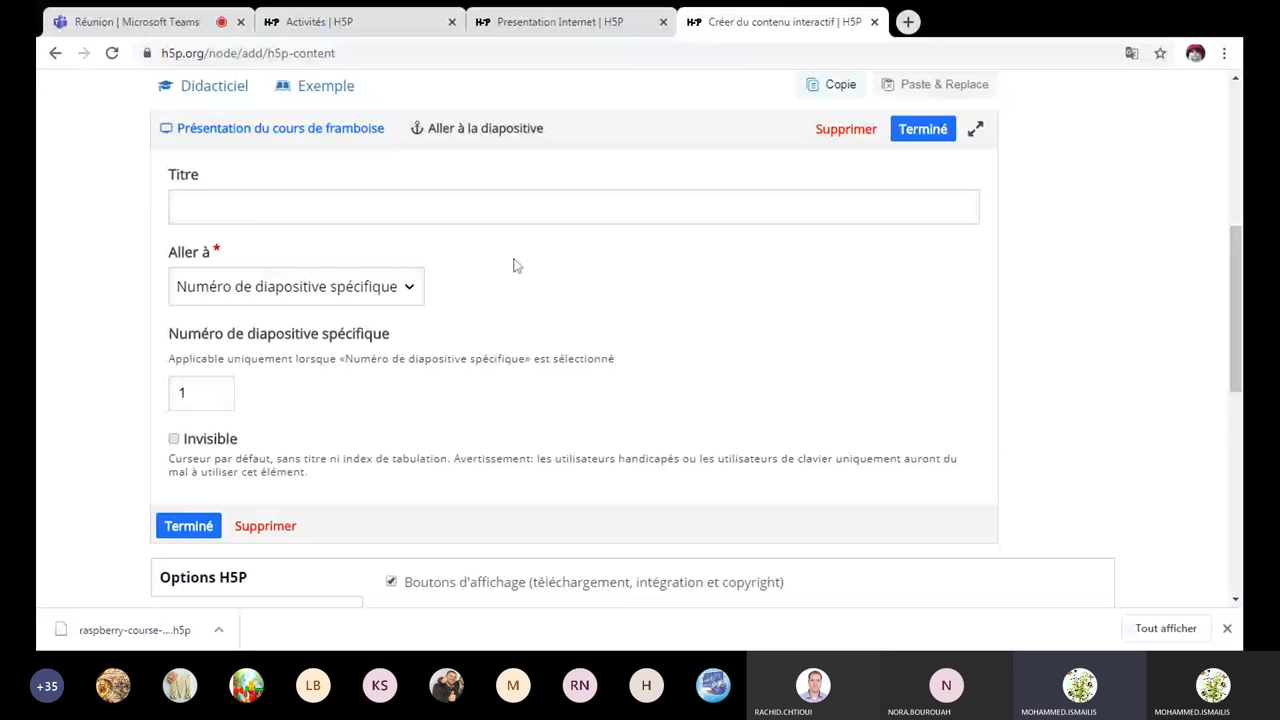 Réunion | Microsoft Teams
Activités | H5P
Presentation Internet | H5P
Créer du contenu interactif | H5P
h5p.org/node/add/h5p-content
Didacticiel
Exemple
Copie
Paste & Replace
Présentation du cours de framboise
Aller à la diapositive
Supprimer
Terminé
Titre
Aller à *
Numéro de diapositive spécifique
Numéro de diapositive spécifique
Applicable uniquement lorsque «Numéro de diapositive spécifique» est sélectionné
1
Invisible
Curseur par défaut, sans titre ni index de tabulation. Avertissement: les utilisateurs handicapés ou les utilisateurs de clavier uniquement auront du
mal à utiliser cet élément.
Terminé
Supprimer
Options H5P
Boutons d'affichage (téléchargement, intégration et copyright)
raspberry-course-....h5p
Tout afficher
+35
LB
KS
M
RN
H
N
RACHID.CHTIOUI
NORA.BOUROUAH
MOHAMMED.ISMAILIS
MOHAMMED.ISMAILIS